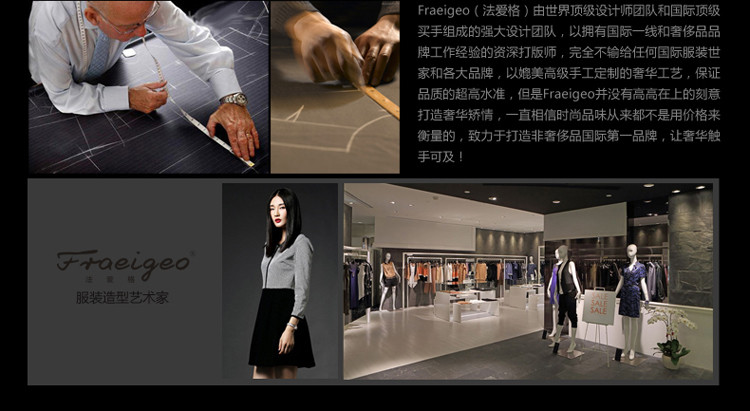 Fraeigeo（法爱格）由世界顶级设计师团队和国际顶级
买手组成的强大设计团队，以拥有国际一线和奢侈品品
牌工作经验的资深打版师，完全不输给任何国际服装世
家和各大品牌，以媲美高级手工定制的奢华工艺，保证
品质的超高水准，但是Fraeigeo并没有高高在上的刻意
打造奢华矫情，一直相信时尚品味从来都不是用价格来
衡量的，致力于打造非奢侈品国际第一品牌，让奢华触
手可及！
Fraeigeo®
法 爱 格
服装造型艺术家
SALE
SALE